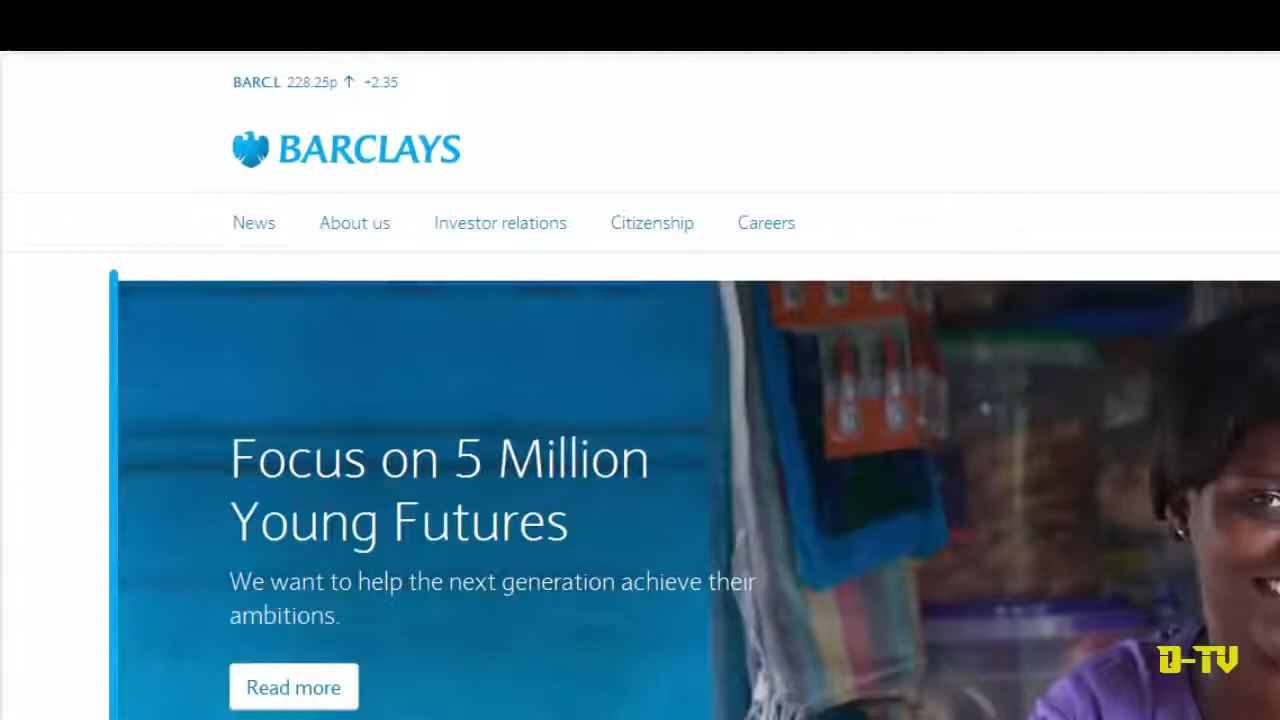 BARC.L 228.25p ↑ +2.35
BARCLAYS
News About us Investor relations Citizenship Careers
Focus on 5 Million
Young Futures
We want to help the next generation achieve their
ambitions.
Read more
D-TV